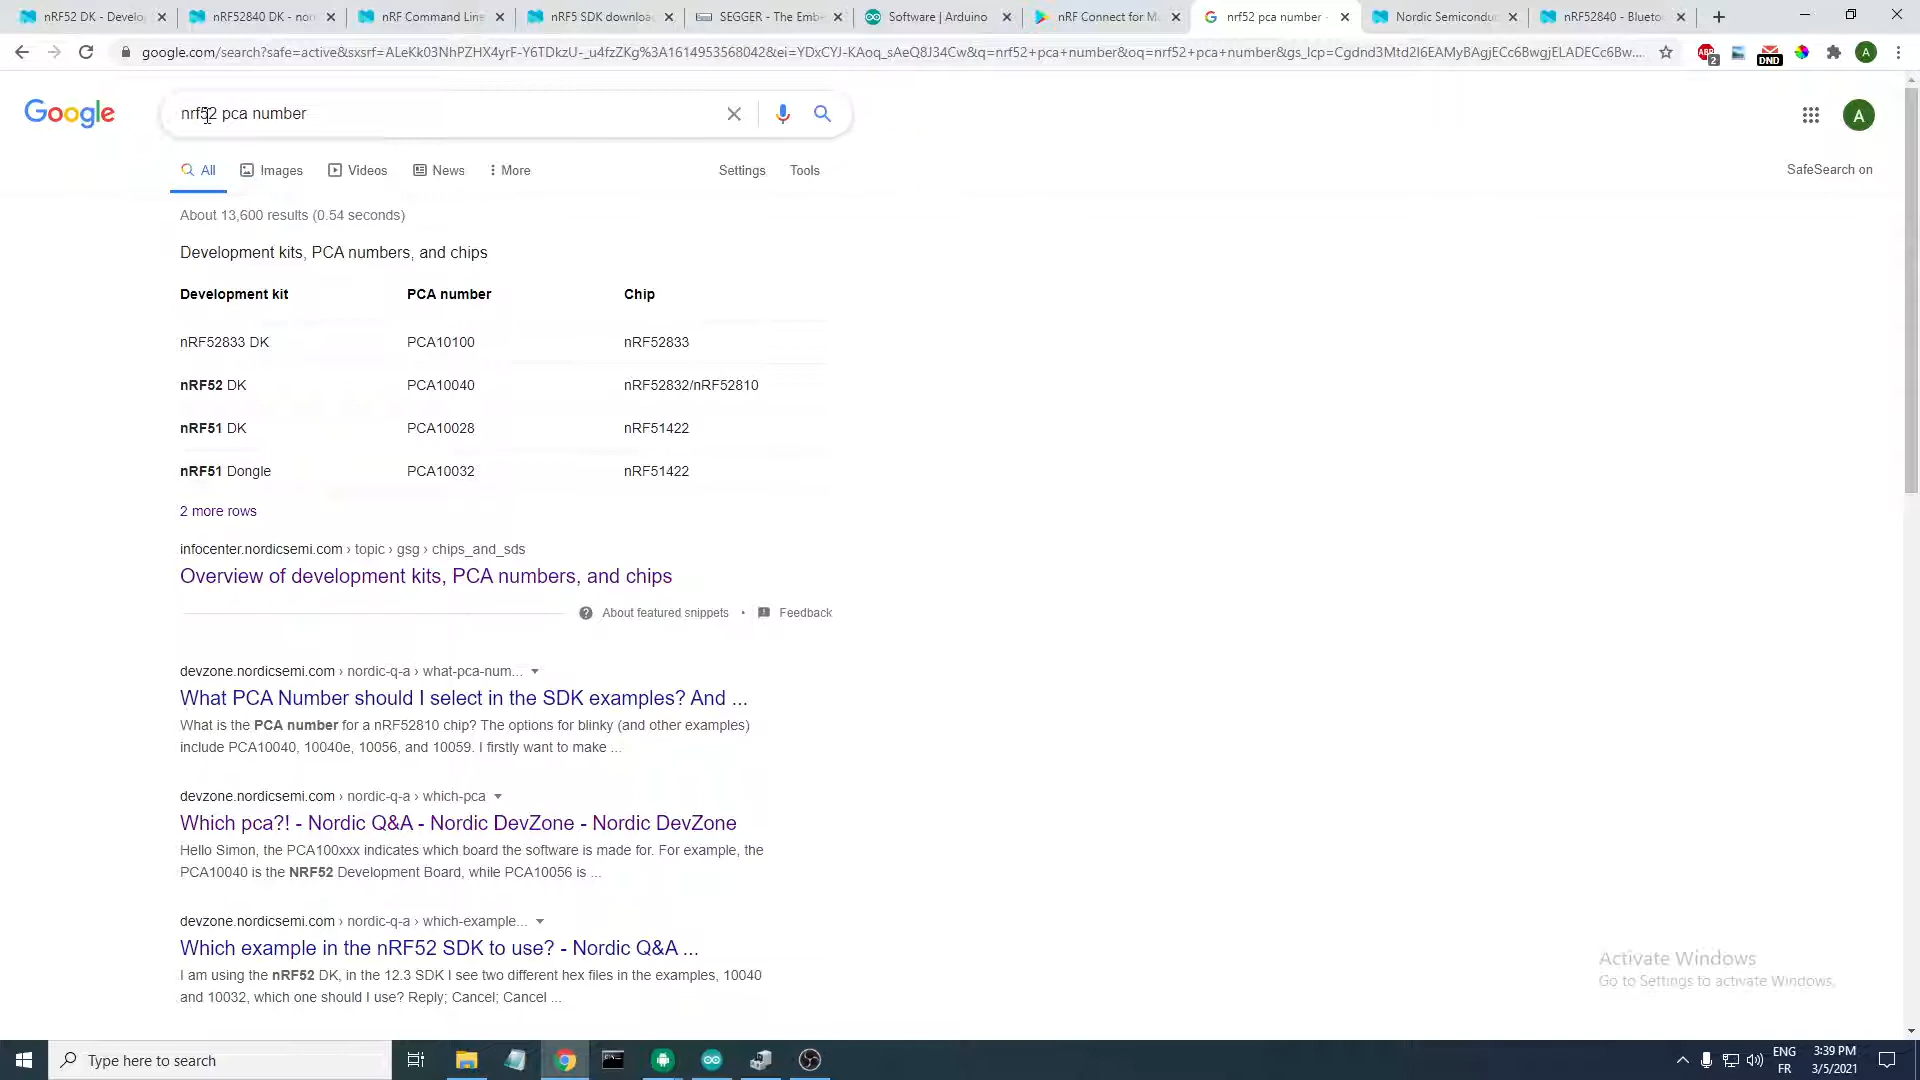 nRF52 DK - Develo
nRF52840 DK - nor
nRF Command Line
nRF5 SDK downloa
SEGGER - The Emb
Software | Arduino
nRF Connect for M
nrf52 pca number -
Nordic Semicondu
nRF52840 - Blueto
google.com/search?safe=active&sxsrf=ALeKk03NhPZHX4yrF-Y6TDkzU-_u4fzZKg%3A1614953568042&ei=YDxCYJ-KAoq_sAeQ8J34Cw&q=nrf52+pca+number&oq=nrf52+pca+number&gs_lcp=Cgdnd3Mtd2l6EAMyBAgjECc6BwgjELADECc6Bw...
2
DND
A
Google
nrf52 pca number
A
All
Images
Videos
News
More
Settings
Tools
SafeSearch on
About 13,600 results (0.54 seconds)
Development kits, PCA numbers, and chips
Development kit PCA number Chip
nRF52833 DK PCA10100 nRF52833
nRF52 DK PCA10040 nRF52832/nRF52810
nRF51 DK PCA10028 nRF51422
nRF51 Dongle PCA10032 nRF51422
2 more rows
infocenter.nordicsemi.com › topic › gsg › chips_and_sds
Overview of development kits, PCA numbers, and chips
About featured snippets • Feedback
devzone.nordicsemi.com › nordic-q-a › what-pca-num...
What PCA Number should I select in the SDK examples? And ...
What is the PCA number for a nRF52810 chip? The options for blinky (and other examples)
include PCA10040, 10040e, 10056, and 10059. I firstly want to make ...
devzone.nordicsemi.com › nordic-q-a › which-pca
Which pca?! - Nordic Q&A - Nordic DevZone - Nordic DevZone
Hello Simon, the PCA100xxx indicates which board the software is made for. For example, the
PCA10040 is the NRF52 Development Board, while PCA10056 is ...
devzone.nordicsemi.com › nordic-q-a › which-example...
Which example in the nRF52 SDK to use? - Nordic Q&A ...
I am using the nRF52 DK, in the 12.3 SDK I see two different hex files in the examples, 10040
and 10032, which one should I use? Reply; Cancel; Cancel ...
Activate Windows
Go to Settings to activate Windows.
Type here to search
ENG
FR
3:39 PM
3/5/2021